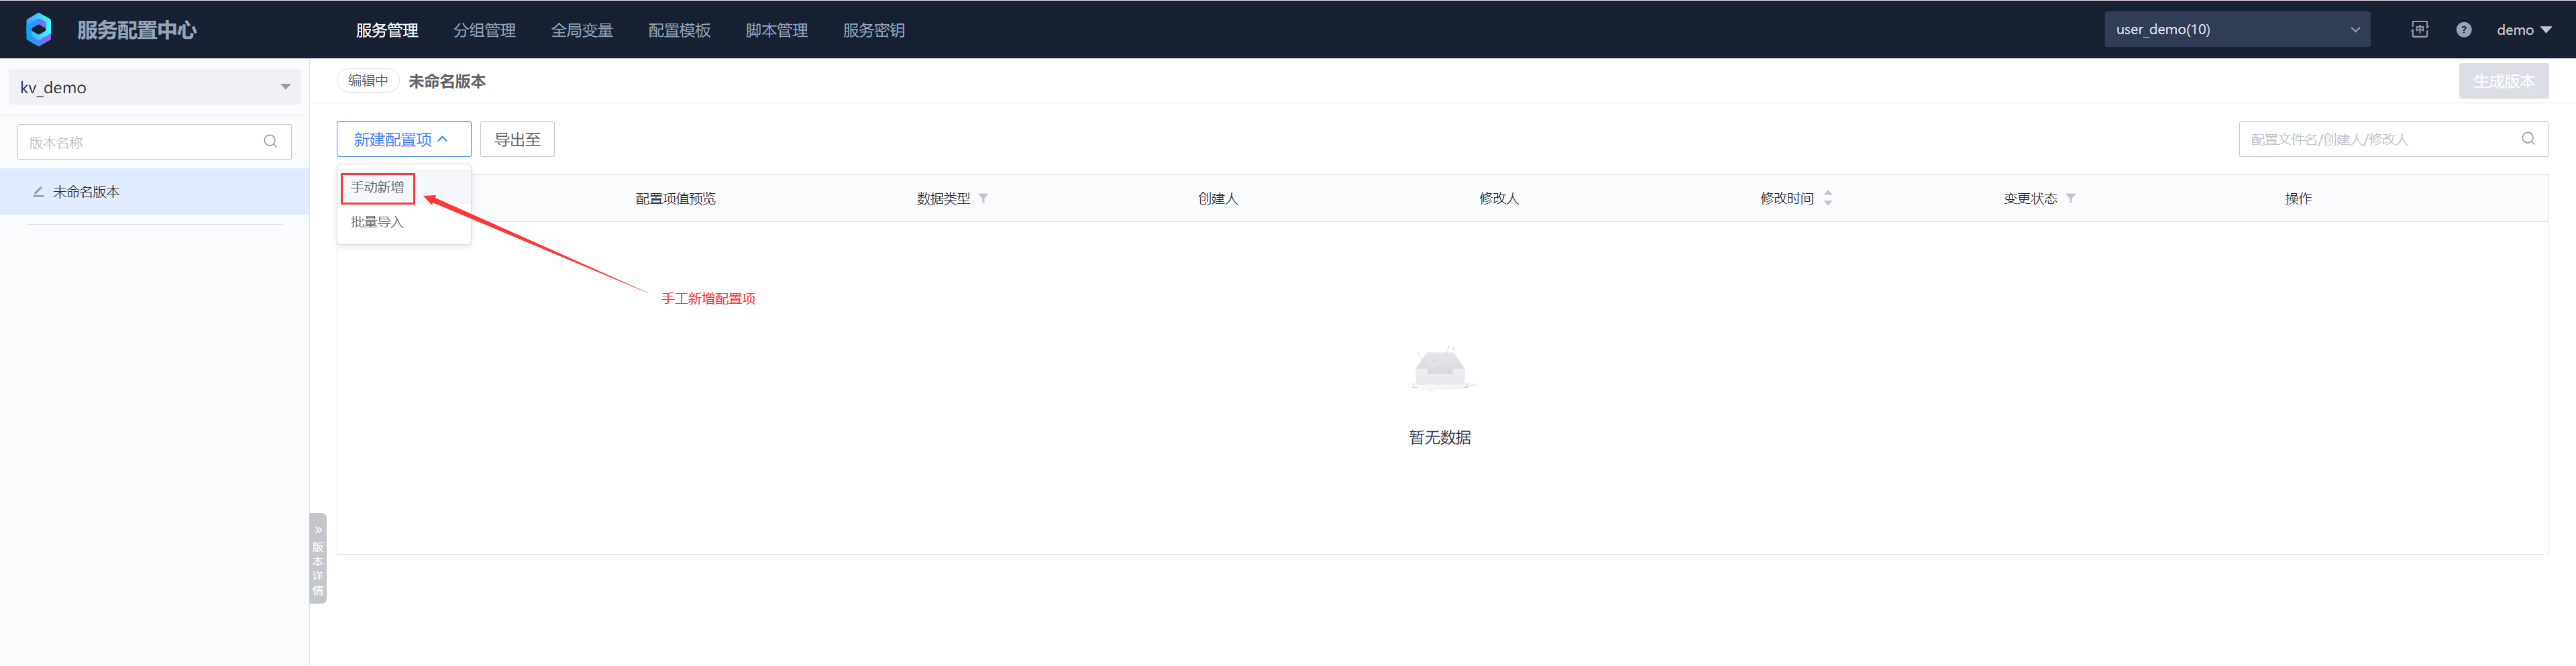 服务配置中心
服务管理 分组管理 全局变量 配置模板 脚本管理 服务密钥
user_demo(10)
中
?
demo
kv_demo
编辑中 未命名版本
生成版本
版本名称
新建配置项 导出至
配置文件名/创建人/修改人
未命名版本
手动新增
批量导入
配置项值预览 数据类型 创建人 修改人 修改时间 变更状态 操作
手工新增配置项
暂无数据
» 版本详情